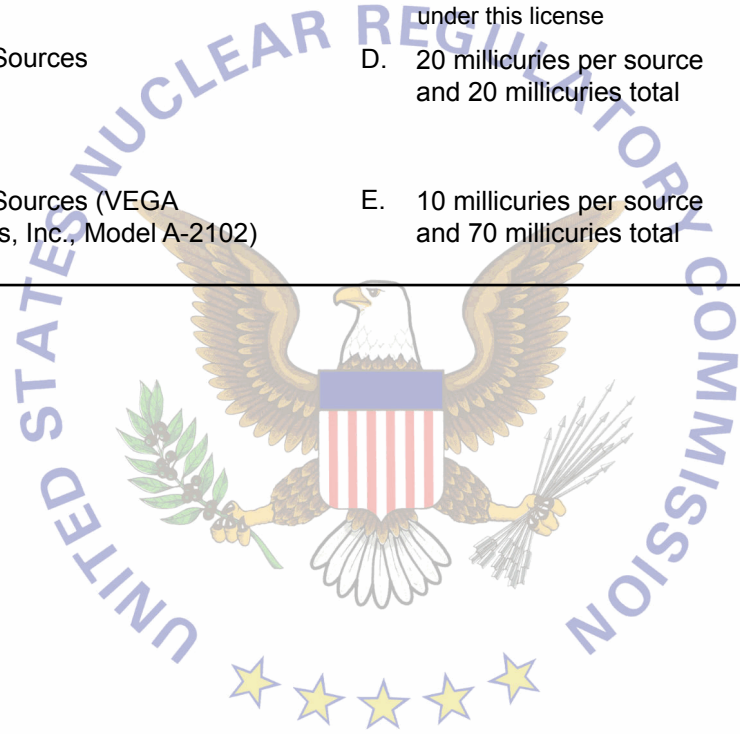 under this license
Sources
D. 20 millicuries per source
and 20 millicuries total
Sources (VEGA
s, Inc., Model A-2102)
E. 10 millicuries per source
and 70 millicuries total
UNITED STATES NUCLEAR REGULATORY COMMISSION